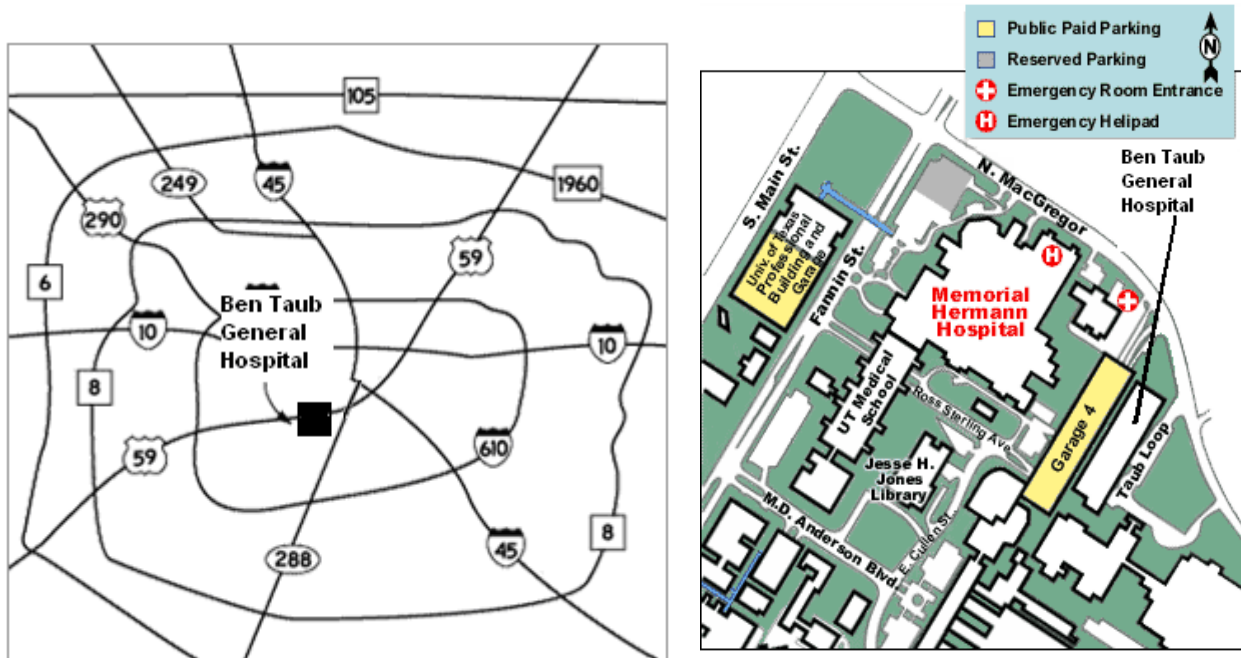 105
249
45
1960
290
59
6
Ben Taub
General
Hospital
10
10
8
59
610
8
288
45
Public Paid Parking
N
Reserved Parking
Emergency Room Entrance
H Emergency Helipad
Ben Taub
General
Hospital
S. Main St.
N. MacGregor
Univ. of Texas
Professional
Building and
Garage
Fannin St.
H
Memorial
Hermann
Hospital
UT Medical
School
Ross Sterling Ave.
Garage 4
Taub Loop
Jesse H.
Jones
Library
M.D. Anderson Blvd.
E. Cullen St.